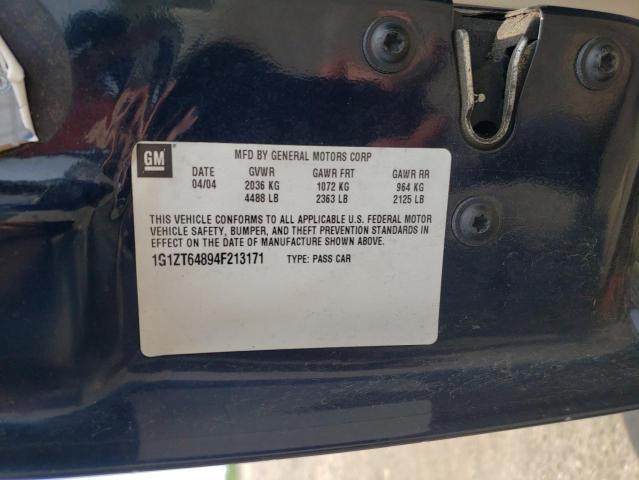 GM MFD BY GENERAL MOTORS CORP
DATE GVWR GAWR FRT GAWR RR
04/04 2036 KG 1072 KG 964 KG
4488 LB 2363 LB 2125 LB
THIS VEHICLE CONFORMS TO ALL APPLICABLE U.S. FEDERAL MOTOR
VEHICLE SAFETY, BUMPER, AND THEFT PREVENTION STANDARDS IN
EFFECT ON THE DATE OF MANUFACTURE SHOWN ABOVE.
1G1ZT64894F213171 TYPE: PASS CAR